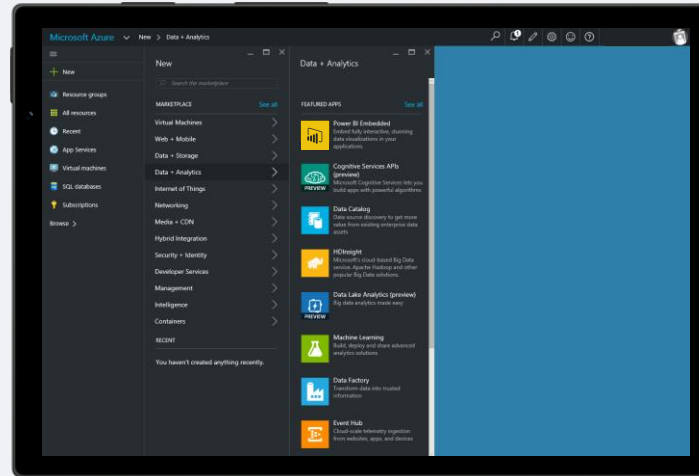 Microsoft Azure New > Data + Analytics
New
Resource groups
All resources
Recent
App Services
Virtual machines
SQL databases
Subscriptions
Browse >
New
Search the marketplace
MARKETPLACE See all
Virtual Machines
Web + Mobile
Data + Storage
Data + Analytics
Internet of Things
Networking
Media + CDN
Hybrid Integration
Security + Identity
Developer Services
Management
Intelligence
Containers
RECENT
You haven't created anything recently.
Data + Analytics
FEATURED APPS See all
Power BI Embedded
Embed fully interactive, stunning
data visualizations in your
applications
PREVIEW
Cognitive Services APIs
(preview)
Microsoft Cognitive Services lets you
build apps with powerful algorithms
Data Catalog
Data source discovery to get more
value from existing enterprise data
assets
HDInsight
Microsoft's cloud-based Big Data
service. Apache Hadoop and other
popular Big Data solutions.
PREVIEW
Data Lake Analytics (preview)
Big data analytics made easy
Machine Learning
Build, deploy and share advanced
analytics solutions
Data Factory
Transform data into trusted
information
Event Hub
Cloud-scale telemetry ingestion
from websites, apps, and devices